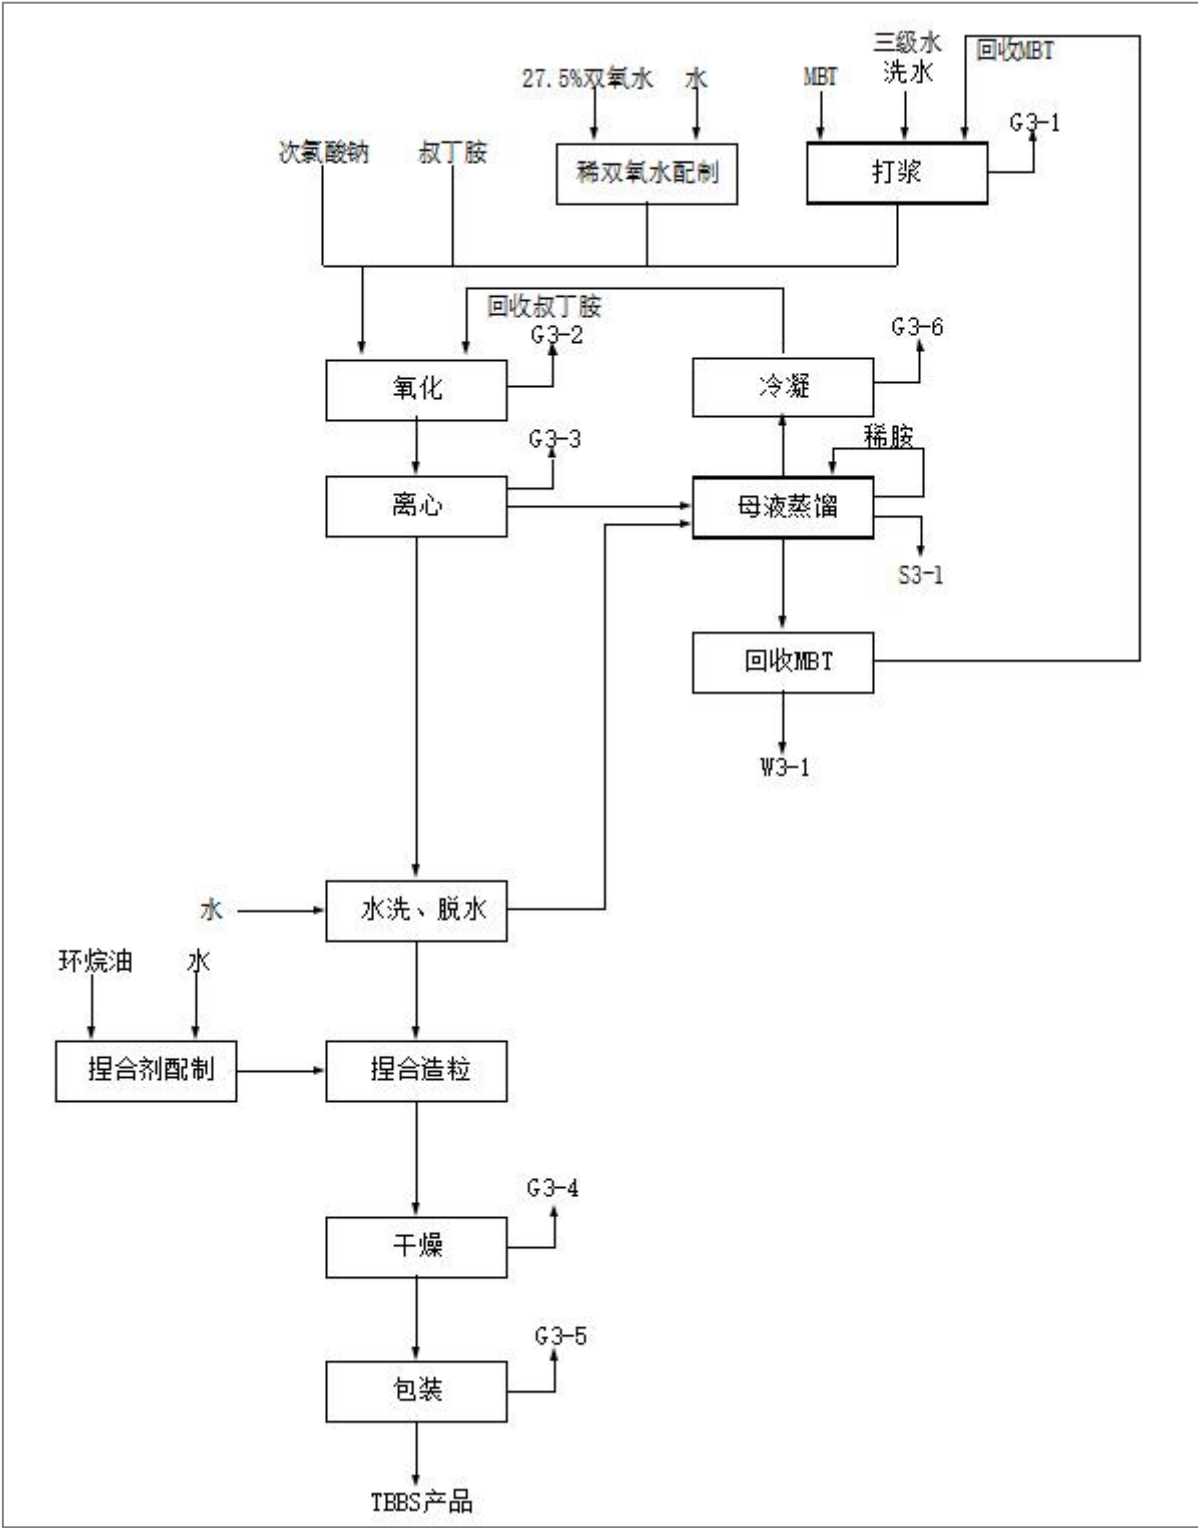 三级水
洗水
回收MBT
27.5%双氧水
水
MBT
G3-1
次氯酸钠
叔丁胺
稀双氧水配制
打浆
回收叔丁胺
G3-2
G3-6
氧化
冷凝
G3-3
稀胺
离心
母液蒸馏
S3-1
回收MBT
W3-1
水
水洗、脱水
环烷油
水
捏合剂配制
捏合造粒
G3-4
干燥
G3-5
包装
TBBS产品